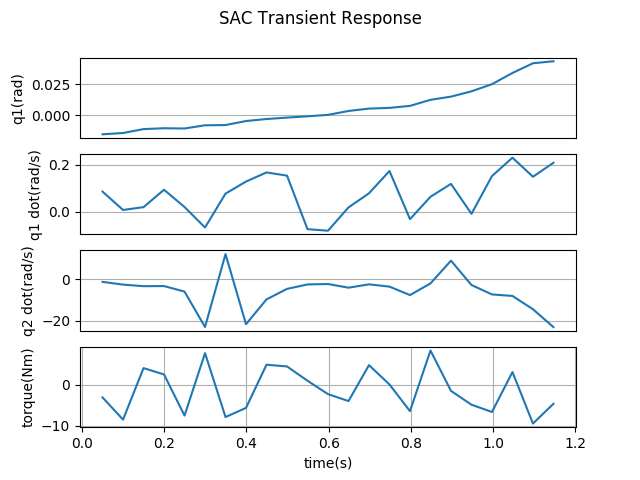 SAC Transient Response
q1(rad)
0.025
0.000
q1 dot(rad/s)
0.2
0.0
q2 dot(rad/s)
0
−20
torque(Nm)
0
−10
0.0 0.2 0.4 0.6 0.8 1.0 1.2
time(s)